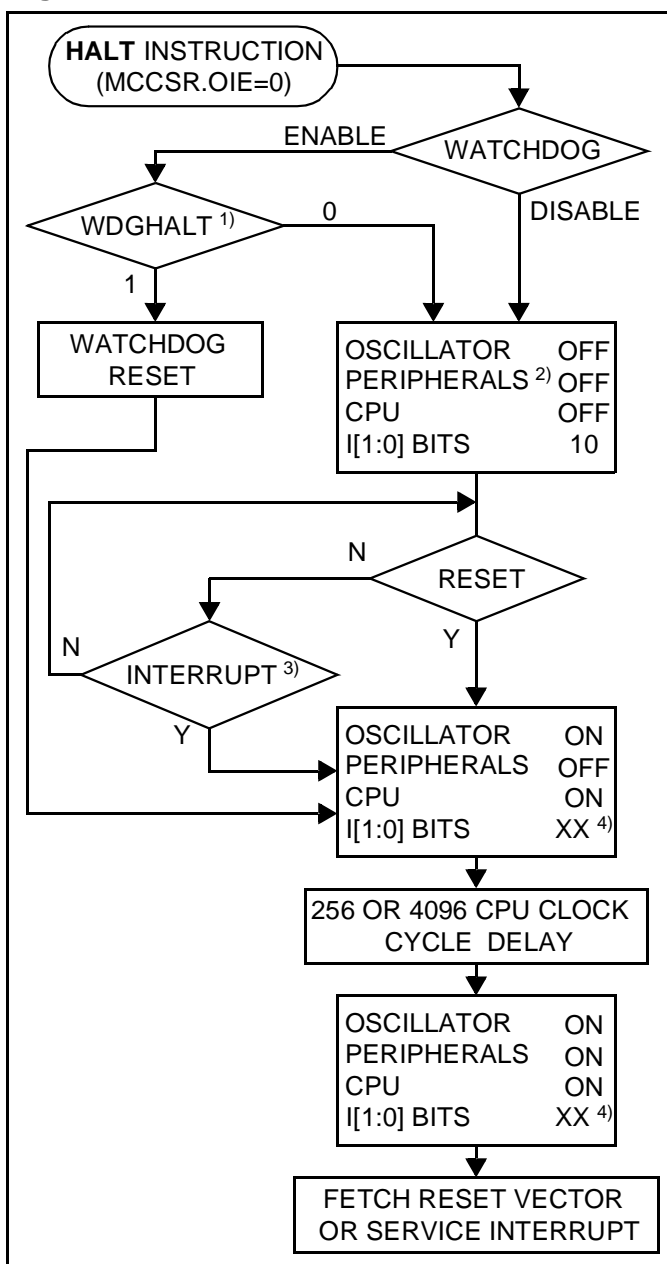 HALT INSTRUCTION
(MCCSR.OIE=0)
ENABLE
WATCHDOG
WDGHALT 1)
0
DISABLE
1
WATCHDOG
RESET
OSCILLATOR OFF
PERIPHERALS 2) OFF
CPU OFF
I[1:0] BITS 10
N
RESET
N
INTERRUPT 3)
Y
Y
OSCILLATOR ON
PERIPHERALS OFF
CPU ON
I[1:0] BITS XX 4)
256 OR 4096 CPU CLOCK
CYCLE DELAY
OSCILLATOR ON
PERIPHERALS ON
CPU ON
I[1:0] BITS XX 4)
FETCH RESET VECTOR
OR SERVICE INTERRUPT